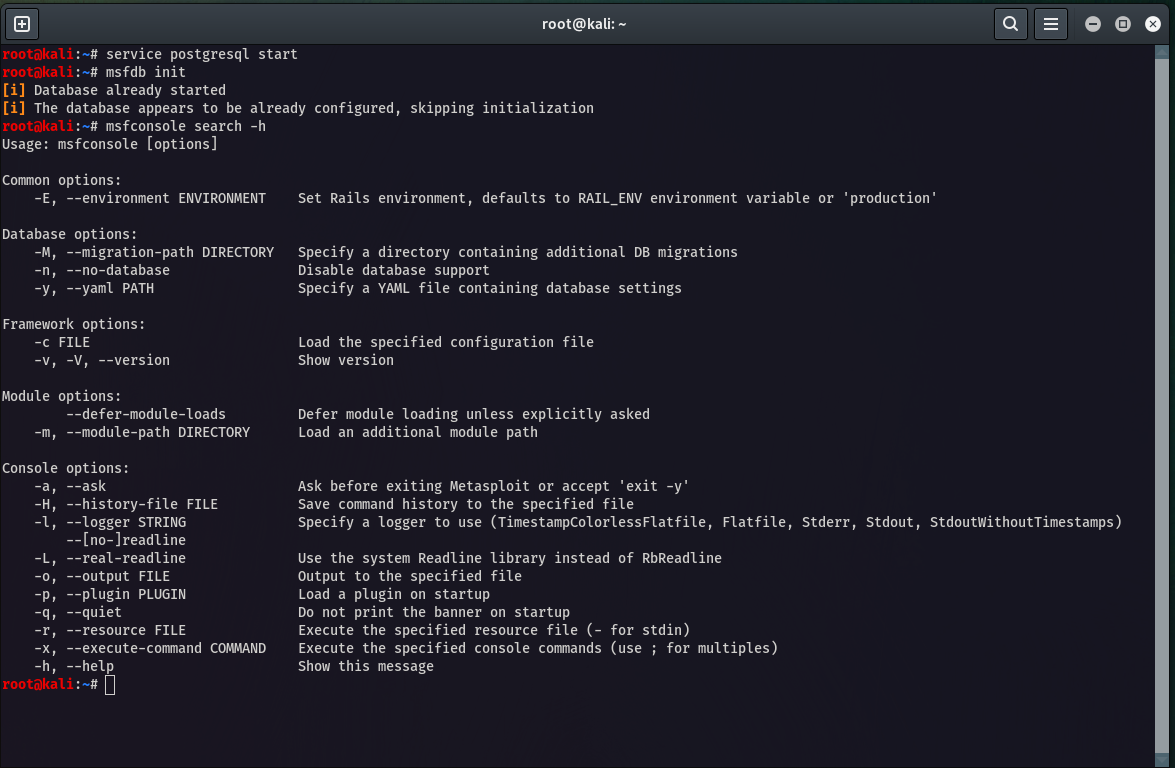 root@kali: ~
root@kali:~# service postgresql start
root@kali:~# msfdb init
[i] Database already started
[i] The database appears to be already configured, skipping initialization
root@kali:~# msfconsole search -h
Usage: msfconsole [options]

Common options:
    -E, --environment ENVIRONMENT    Set Rails environment, defaults to RAIL_ENV environment variable or 'production'

Database options:
    -M, --migration-path DIRECTORY   Specify a directory containing additional DB migrations
    -n, --no-database                Disable database support
    -y, --yaml PATH                  Specify a YAML file containing database settings

Framework options:
    -c FILE                          Load the specified configuration file
    -v, -V, --version                Show version

Module options:
        --defer-module-loads         Defer module loading unless explicitly asked
    -m, --module-path DIRECTORY      Load an additional module path

Console options:
    -a, --ask                        Ask before exiting Metasploit or accept 'exit -y'
    -H, --history-file FILE          Save command history to the specified file
    -l, --logger STRING              Specify a logger to use (TimestampColorlessFlatfile, Flatfile, Stderr, Stdout, StdoutWithoutTimestamps)
        --[no-]readline
    -L, --real-readline              Use the system Readline library instead of RbReadline
    -o, --output FILE                Output to the specified file
    -p, --plugin PLUGIN              Load a plugin on startup
    -q, --quiet                      Do not print the banner on startup
    -r, --resource FILE              Execute the specified resource file (- for stdin)
    -x, --execute-command COMMAND    Execute the specified console commands (use ; for multiples)
    -h, --help                       Show this message
root@kali:~#